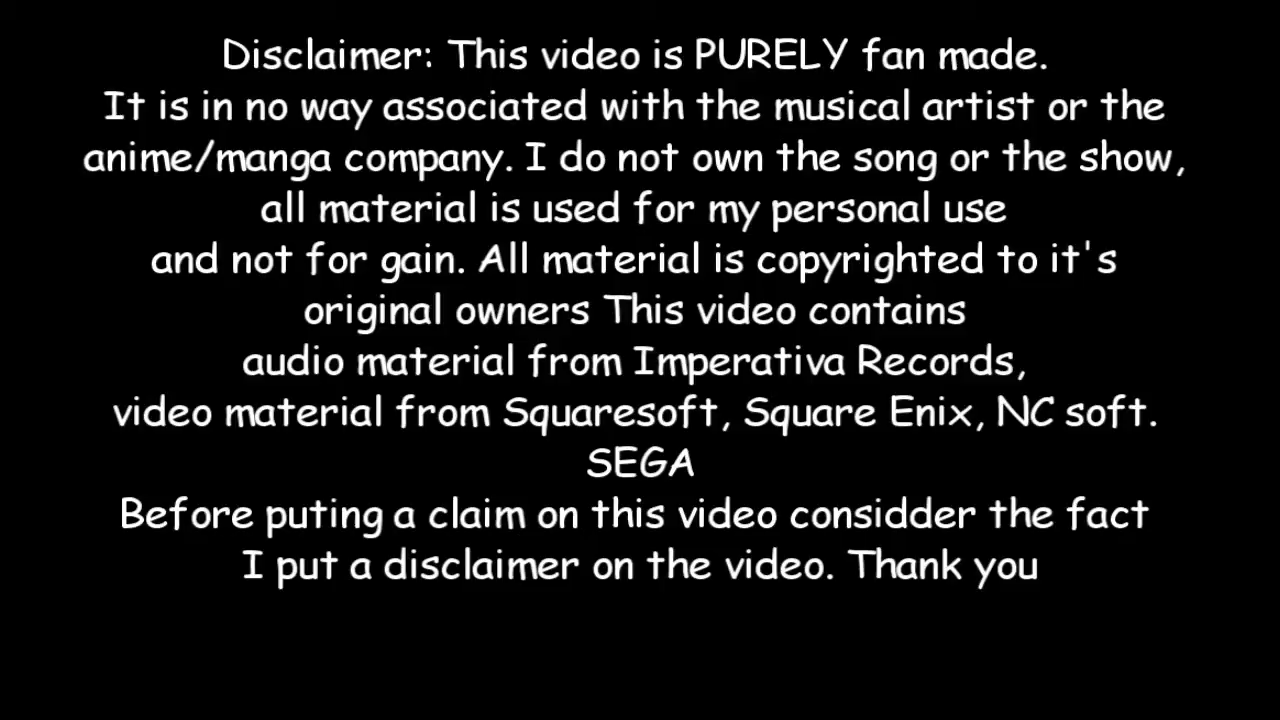 Disclaimer: This video is PURELY fan made.
It is in no way associated with the musical artist or the
anime/manga company. I do not own the song or the show,
all material is used for my personal use
and not for gain. All material is copyrighted to it's
original owners This video contains
audio material from Imperativa Records,
video material from Squaresoft, Square Enix, NC soft.
SEGA
Before puting a claim on this video considder the fact
I put a disclaimer on the video. Thank you